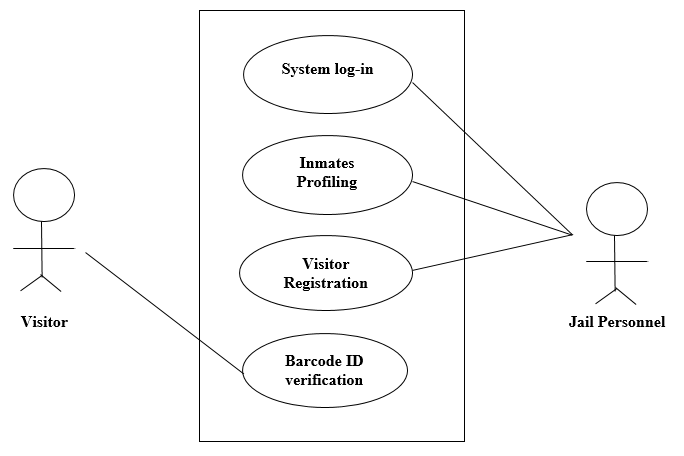 System log-in
Inmates
Profiling
Visitor
Registration
Barcode ID
verification
Visitor
Jail Personnel